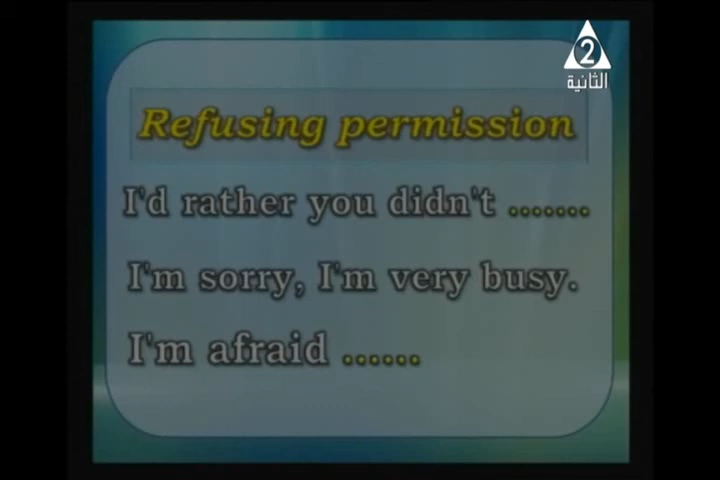 2
الثانية
Refusing permission
I'd rather you didn't .......
I'm sorry, I'm very busy.
I'm afraid ......